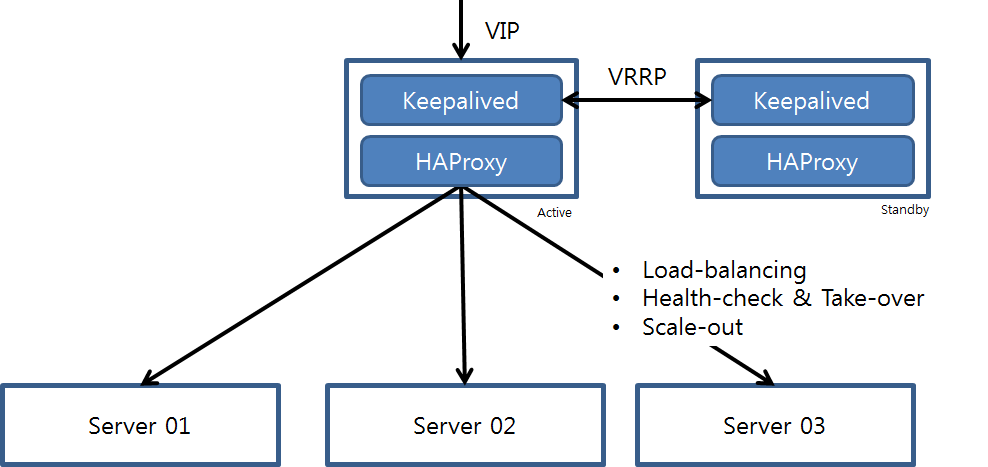 VIP
VRRP
Keepalived
Keepalived
HAProxy
HAProxy
Active
Standby
• Load-balancing
• Health-check & Take-over
• Scale-out
Server 01
Server 02
Server 03